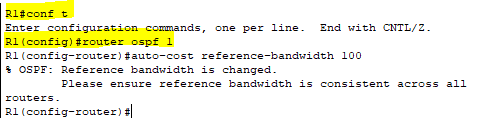 R1#conf t
Enter configuration commands, one per line.  End with CNTL/Z.
R1(config)#router ospf 1
R1(config-router)#auto-cost reference-bandwidth 100
% OSPF: Reference bandwidth is changed.
        Please ensure reference bandwidth is consistent across all
routers.
R1(config-router)#